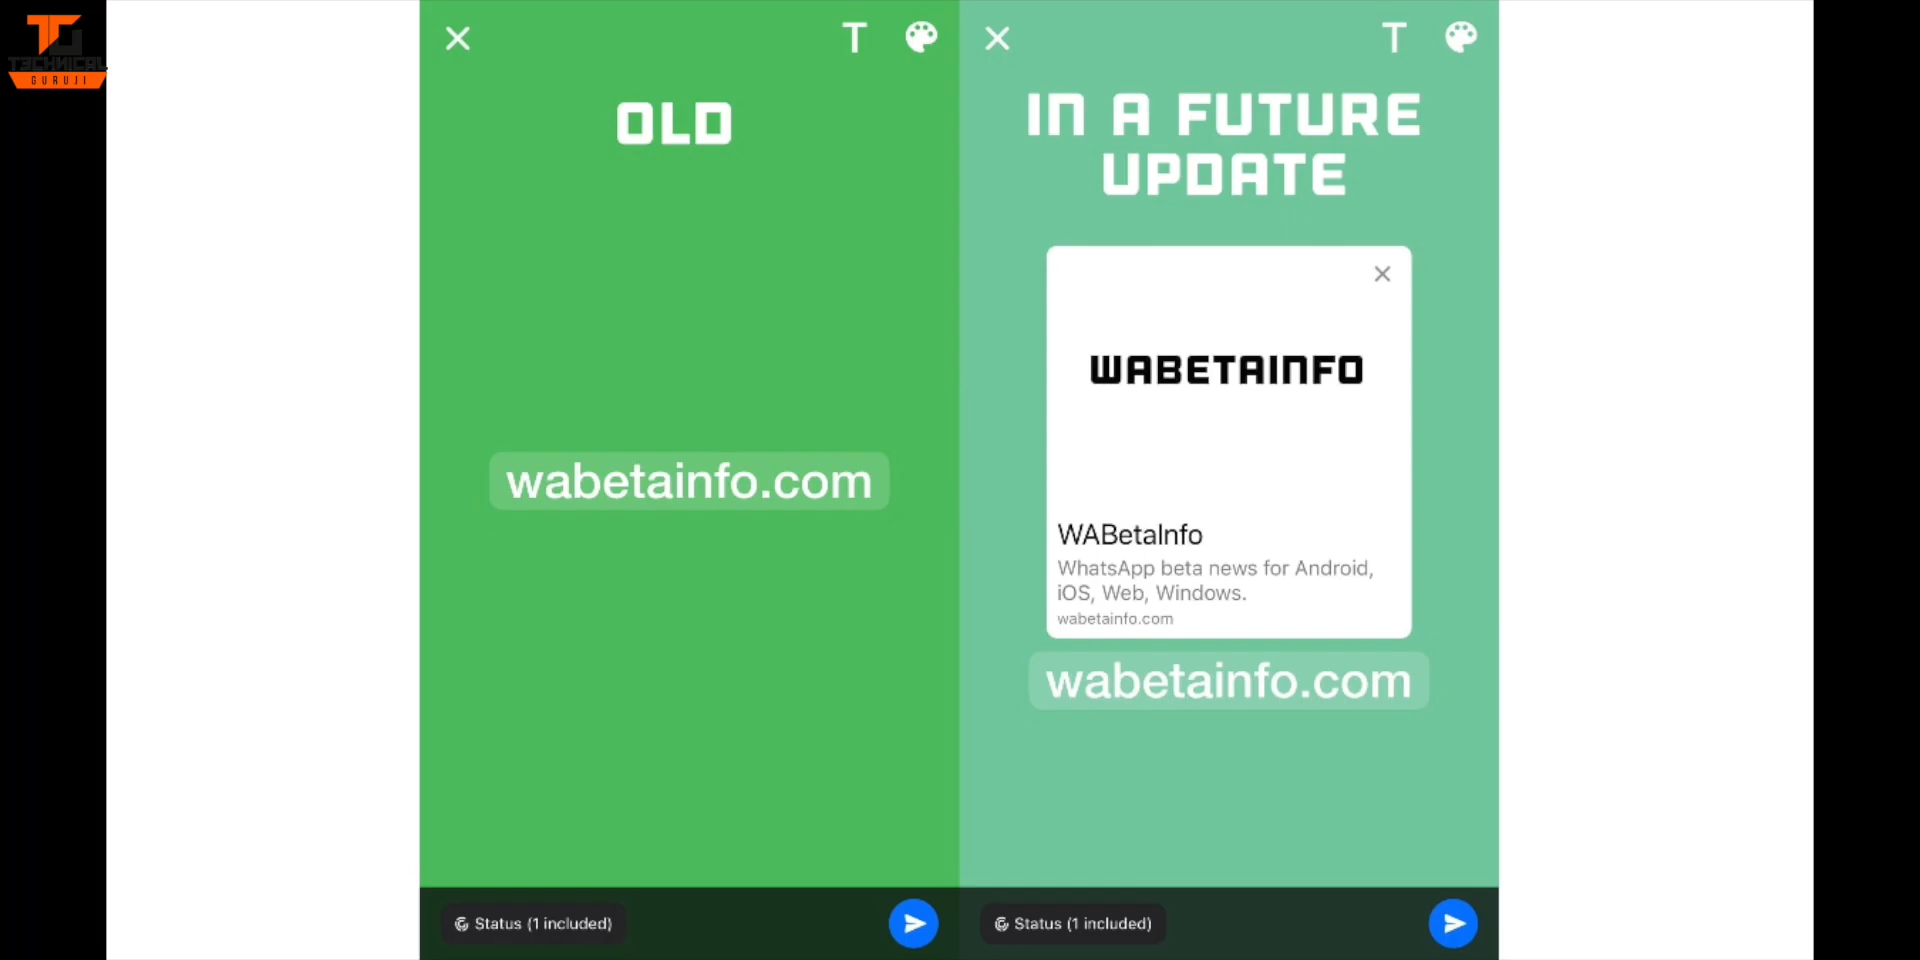 TECHNICAL
GURUJI
T
OLD
wabetainfo.com
Status (1 included)
T
IN A FUTURE
UPDATE
WABETAINFO
WABetaInfo
WhatsApp beta news for Android,
iOS, Web, Windows.
wabetainfo.com
wabetainfo.com
Status (1 included)